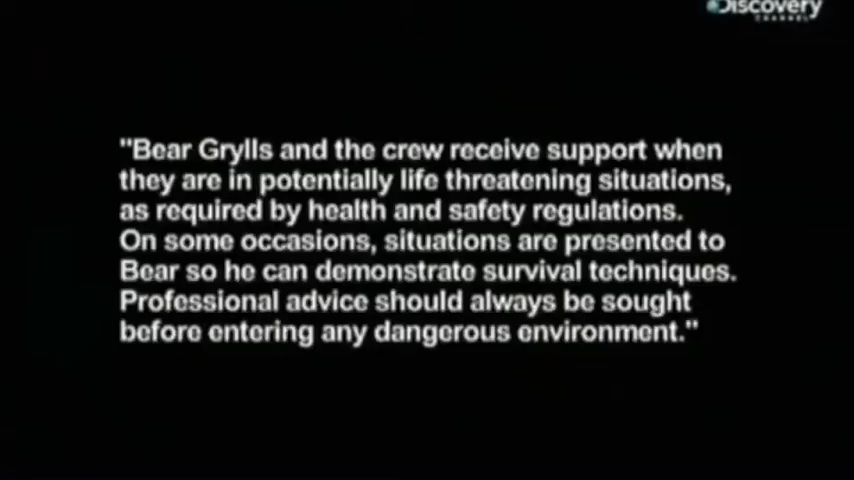 Discovery
CHANNEL
"Bear Grylls and the crew receive support when
they are in potentially life threatening situations,
as required by health and safety regulations.
On some occasions, situations are presented to
Bear so he can demonstrate survival techniques.
Professional advice should always be sought
before entering any dangerous environment."